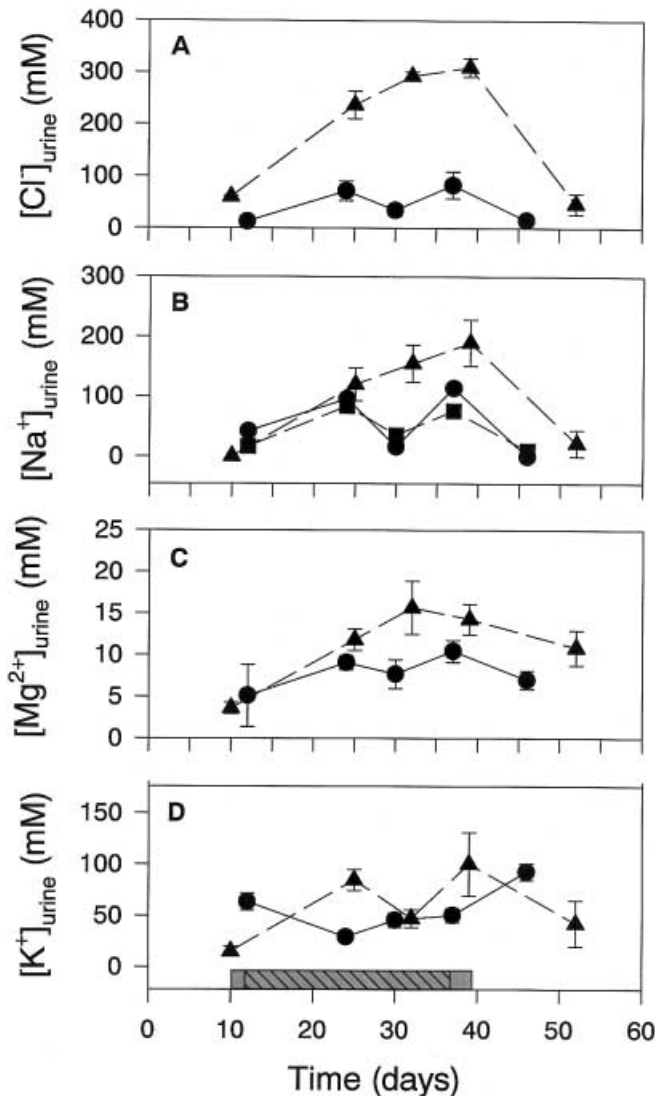 A
[Cl⁻]urine (mM)
400
300
200
100
0
B
[Na⁺]urine (mM)
300
200
100
0
C
[Mg²⁺]urine (mM)
25
20
15
10
5
0
D
[K⁺]urine (mM)
150
100
50
0
0 10 20 30 40 50 60
Time (days)